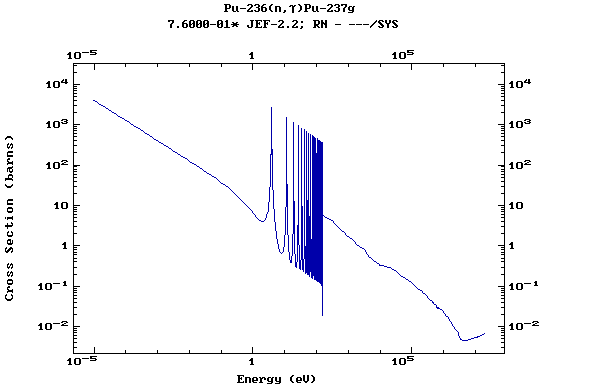 Pu-236(n,γ)Pu-237g
7.6000-01* JEF-2.2; RN - ---/SYS
10⁻⁵ 1 10⁵
10⁴ 10⁴
10³ 10³
10² 10²
10 10
1 1
10⁻¹ 10⁻¹
10⁻² 10⁻²
10⁻⁵ 1 10⁵
Cross Section (barns)
Energy (eV)